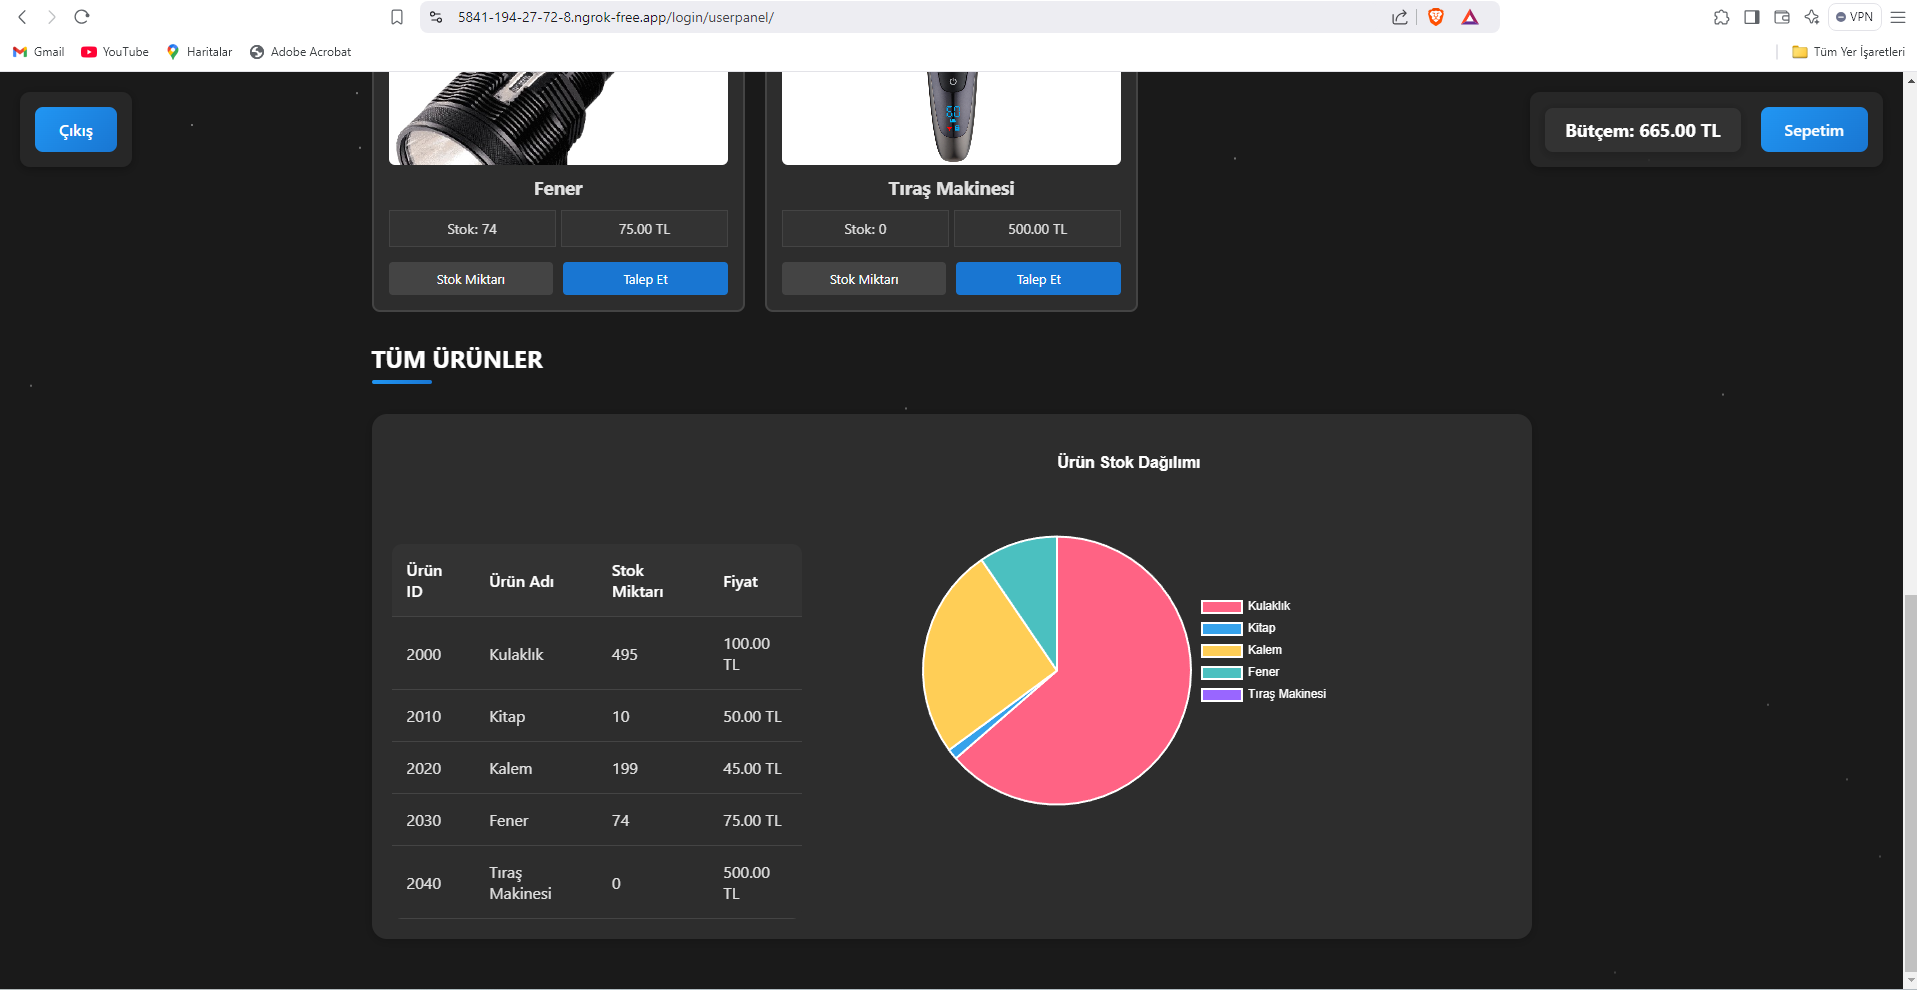 5841-194-27-72-8.ngrok-free.app/login/userpanel/
VPN
Gmail
YouTube
Haritalar
Adobe Acrobat
Tüm Yer İşaretleri
Çıkış
Bütçem: 665.00 TL
Sepetim
Fener
Stok: 74
75.00 TL
Stok Miktarı
Talep Et
Tıraş Makinesi
Stok: 0
500.00 TL
Stok Miktarı
Talep Et
TÜM ÜRÜNLER
Ürün ID
Ürün Adı
Stok Miktarı
Fiyat
2000
Kulaklık
495
100.00 TL
2010
Kitap
10
50.00 TL
2020
Kalem
199
45.00 TL
2030
Fener
74
75.00 TL
2040
Tıraş Makinesi
0
500.00 TL
Ürün Stok Dağılımı
Kulaklık
Kitap
Kalem
Fener
Tıraş Makinesi